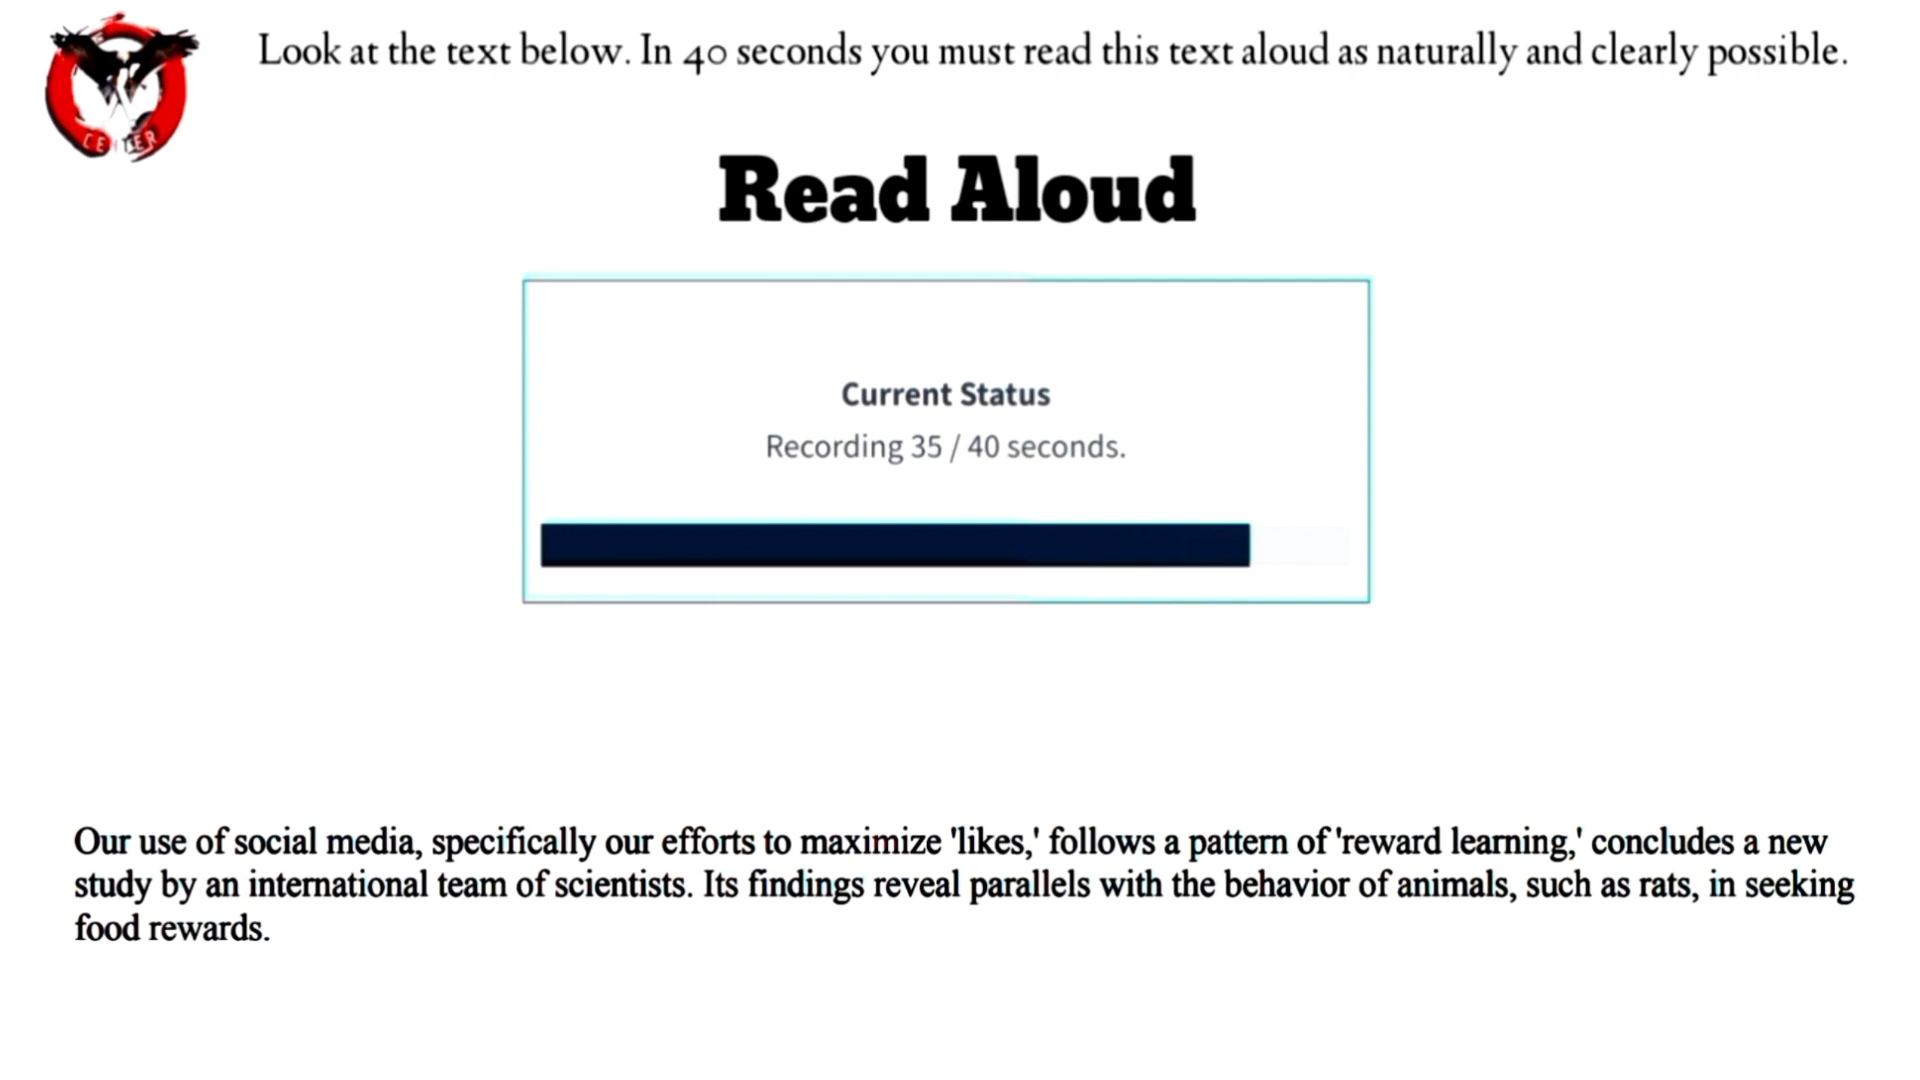 Look at the text below. In 40 seconds you must read this text aloud as naturally and clearly possible.
CENTER
Read Aloud
Current Status
Recording 35 / 40 seconds.
Our use of social media, specifically our efforts to maximize 'likes,' follows a pattern of 'reward learning,' concludes a new
study by an international team of scientists. Its findings reveal parallels with the behavior of animals, such as rats, in seeking
food rewards.